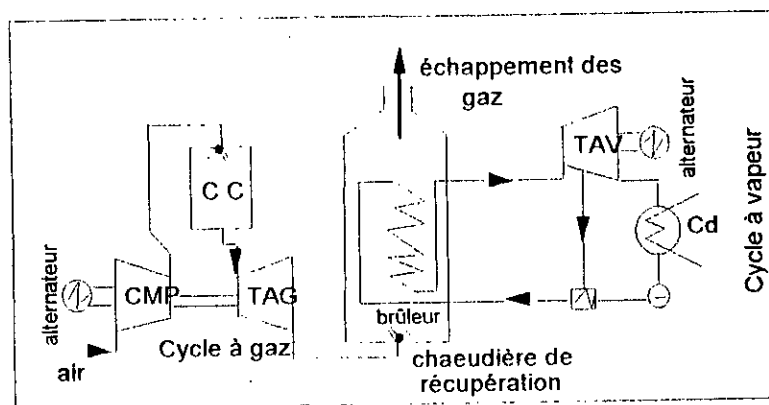 échappement des
gaz
TAV
alternateur
Cycle à vapeur
C C
Cd
alternateur
CMP
TAG
brûleur
Cycle à gaz
air
chaeudière de
récupération